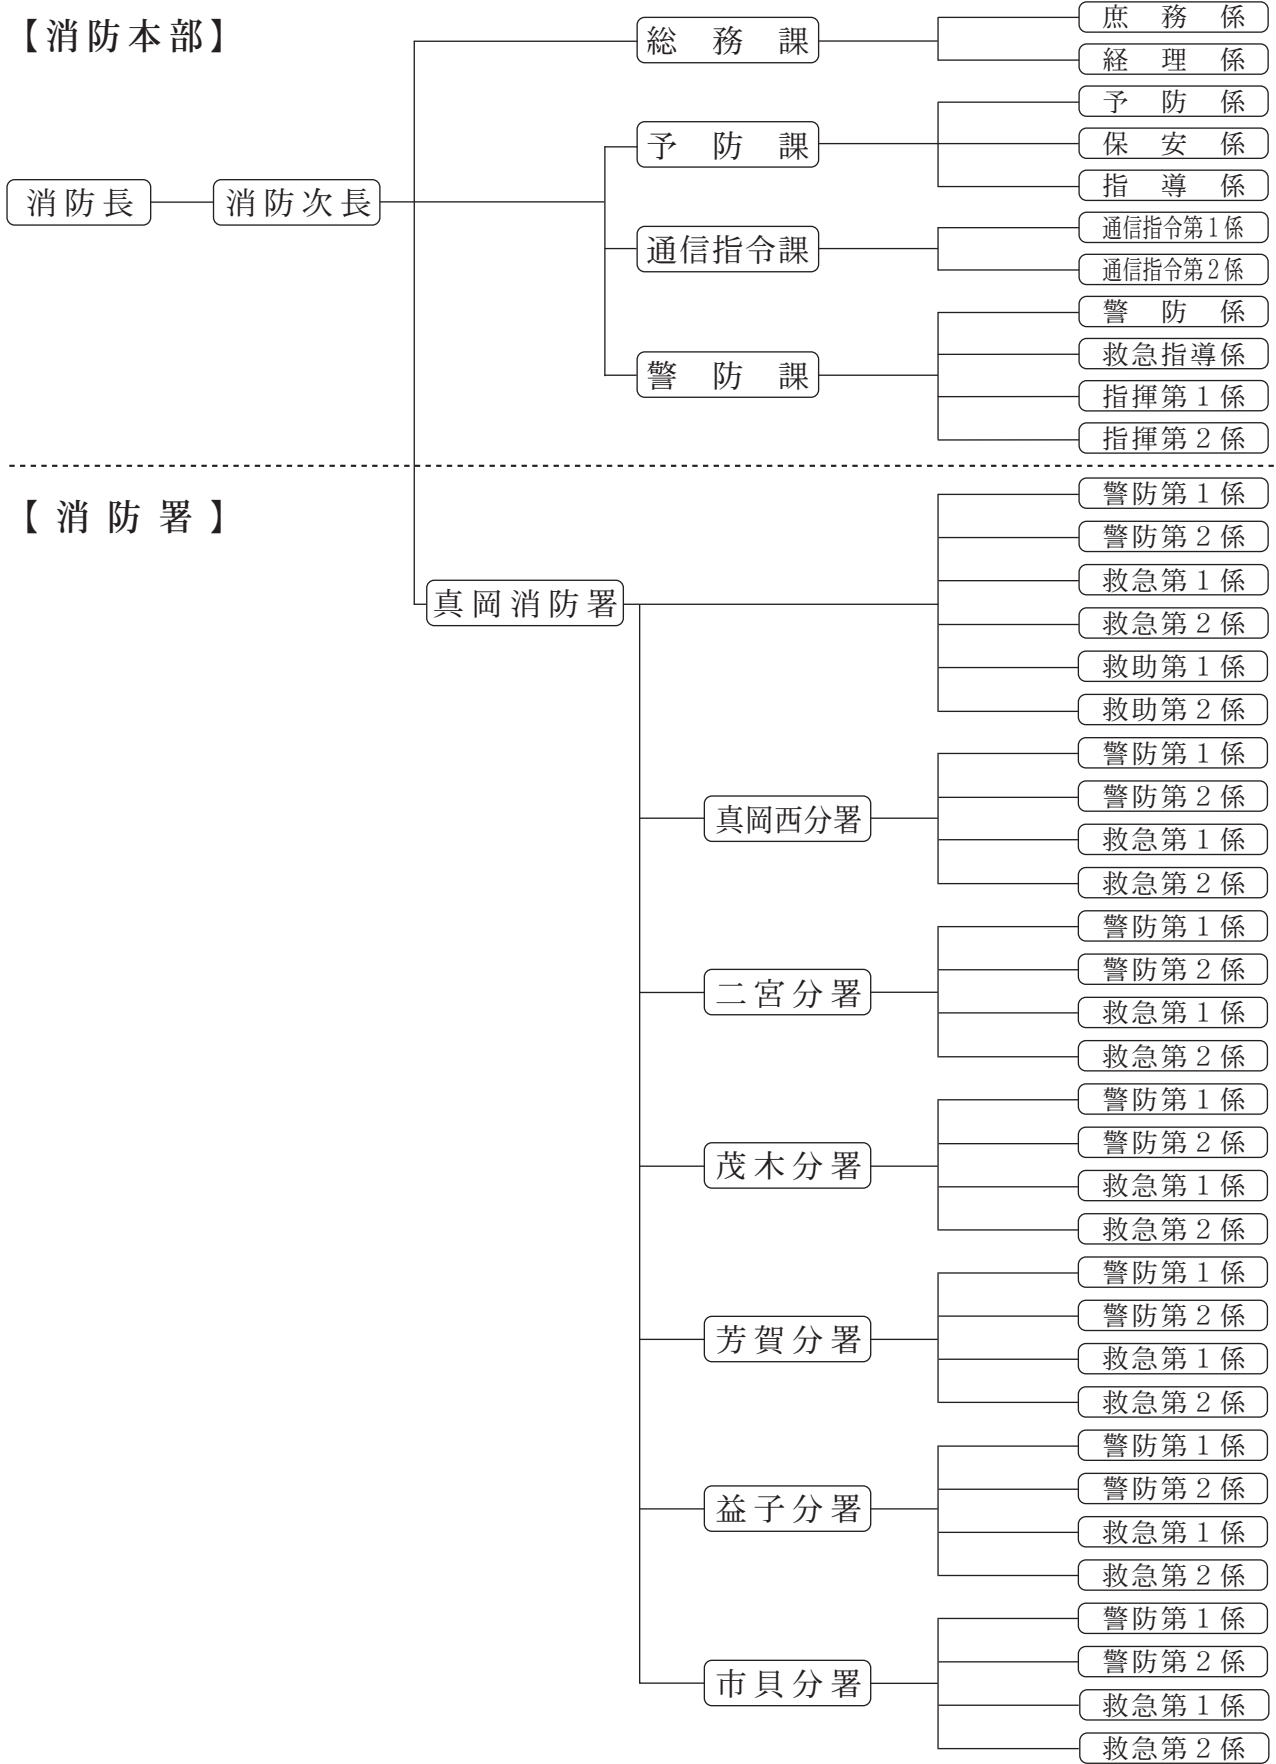 【消防本部】
消防長
消防次長
総務課
庶務係
経理係
予防課
予防係
保安係
指導係
通信指令課
通信指令第1係
通信指令第2係
警防課
警防係
救急指導係
指揮第1係
指揮第2係
【消防署】
真岡消防署
警防第1係
警防第2係
救急第1係
救急第2係
救助第1係
救助第2係
真岡西分署
警防第1係
警防第2係
救急第1係
救急第2係
二宮分署
警防第1係
警防第2係
救急第1係
救急第2係
茂木分署
警防第1係
警防第2係
救急第1係
救急第2係
芳賀分署
警防第1係
警防第2係
救急第1係
救急第2係
益子分署
警防第1係
警防第2係
救急第1係
救急第2係
市貝分署
警防第1係
警防第2係
救急第1係
救急第2係